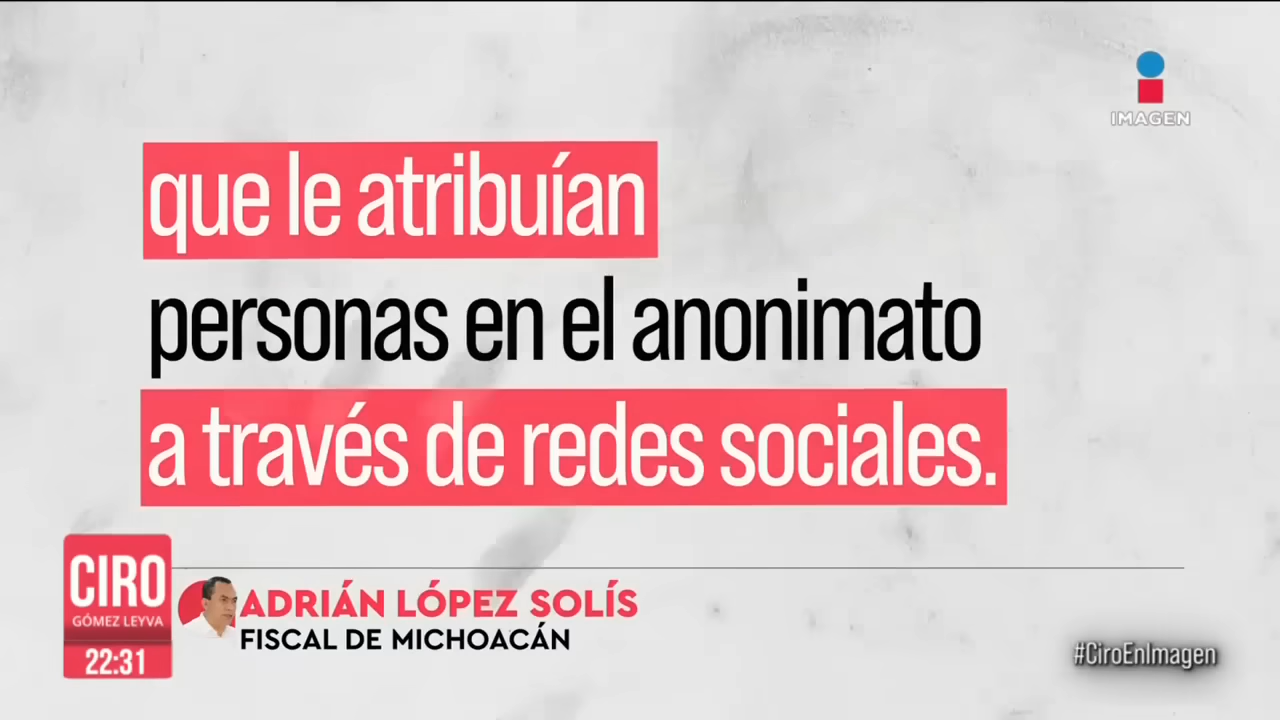 IMAGEN
que le atribuían
personas en el anonimato
a través de redes sociales.
CIRO
GÓMEZ LEYVA
22:31
ADRIÁN LÓPEZ SOLÍS
FISCAL DE MICHOACÁN
#CiroEnImagen